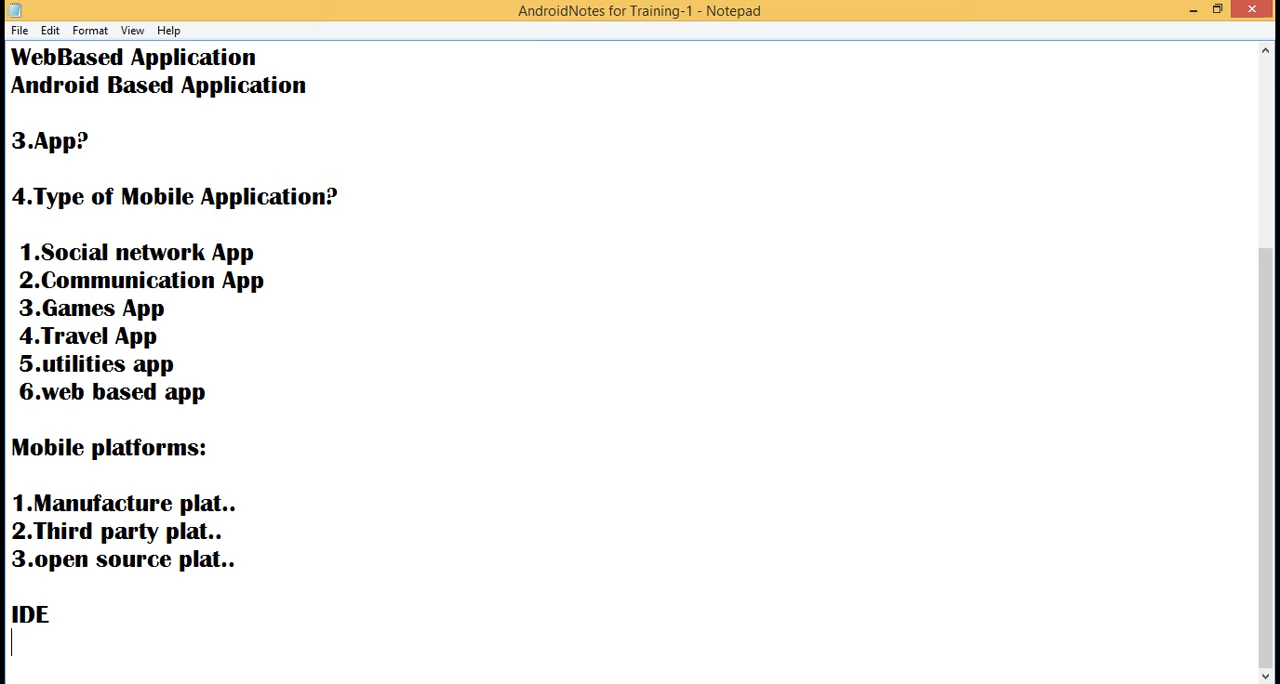 AndroidNotes for Training-1 - Notepad
File Edit Format View Help
WebBased Application
Android Based Application
3.App?
4.Type of Mobile Application?
1.Social network App
2.Communication App
3.Games App
4.Travel App
5.utilities app
6.web based app
Mobile platforms:
1.Manufacture plat..
2.Third party plat..
3.open source plat..
IDE